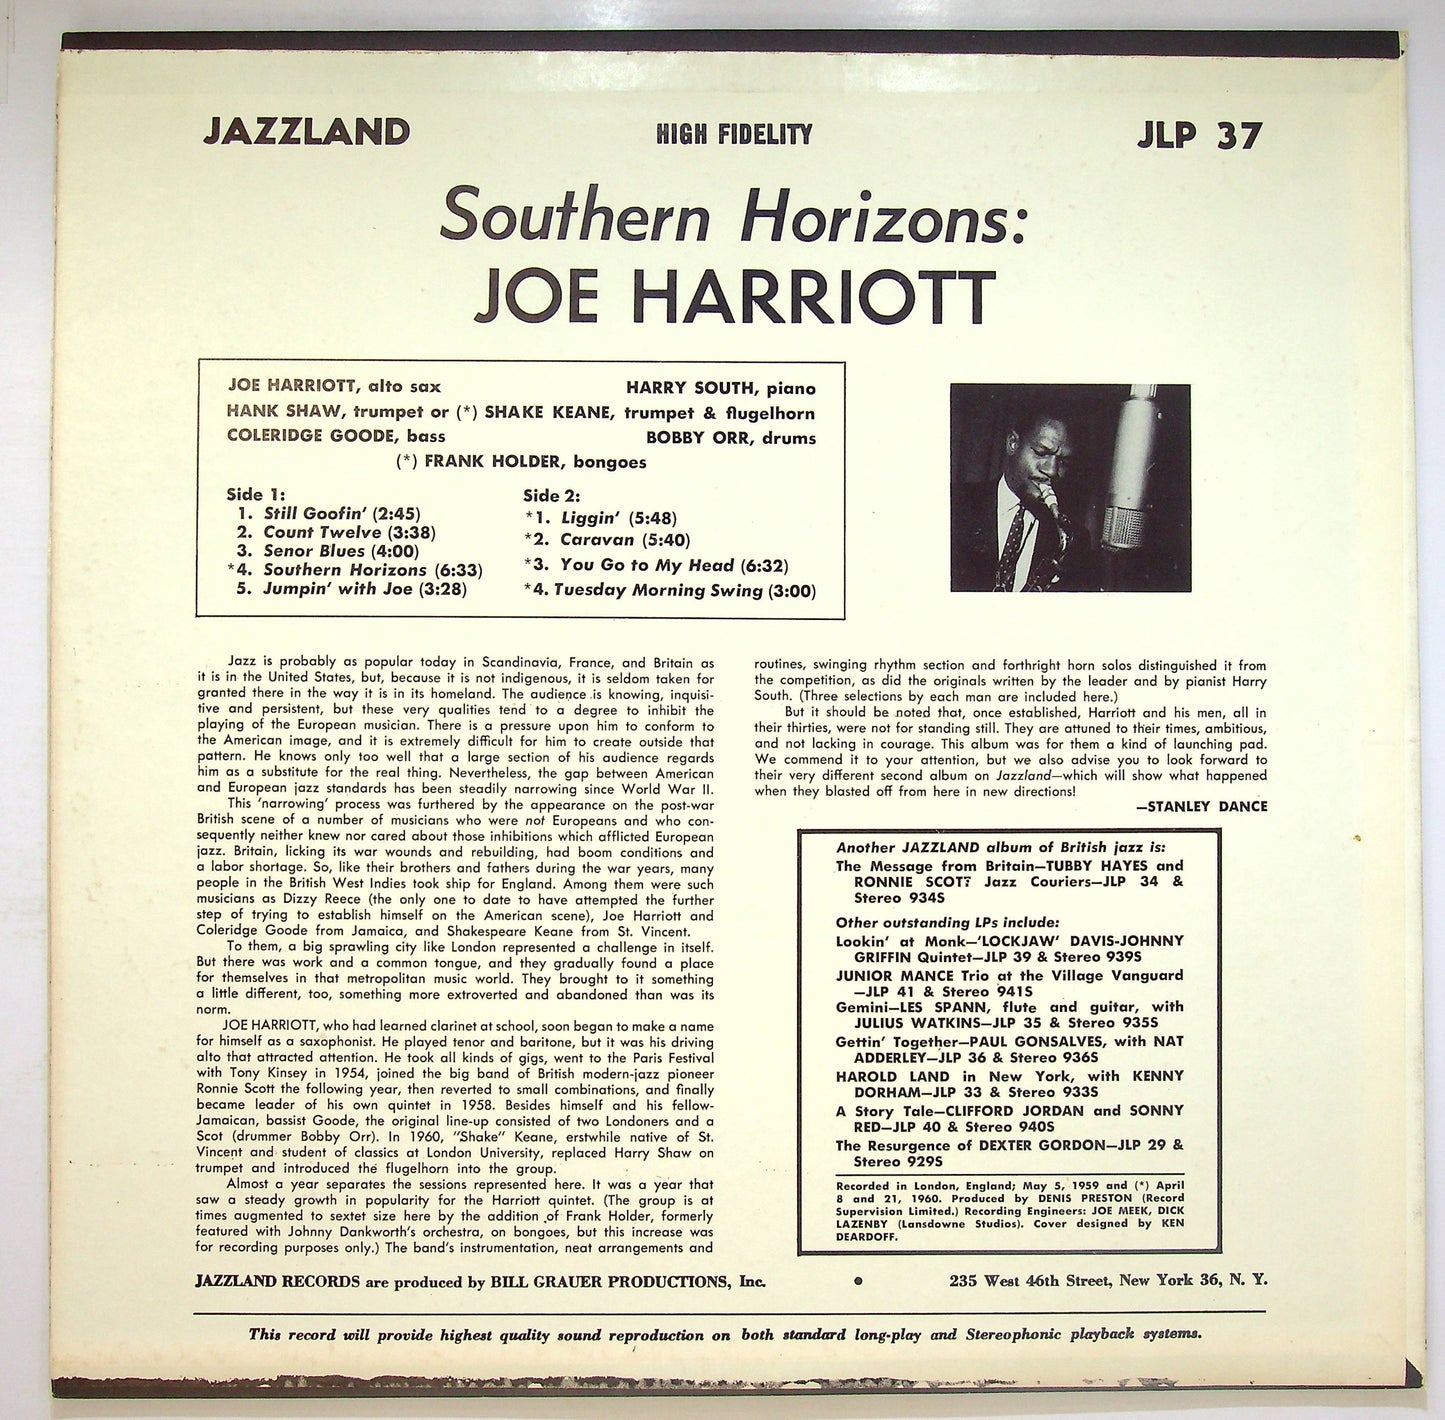 JAZZLAND HIGH FIDELITY JLP 37
Southern Horizons:
JOE HARRIOTT
JOE HARRIOTT, alto sax HARRY SOUTH, piano
HANK SHAW, trumpet or (*) SHAKE KEANE, trumpet & flugelhorn
COLERIDGE GOODE, bass BOBBY ORR, drums
(*) FRANK HOLDER, bongoes
Side 1:
1. Still Goofin' (2:45)
2. Count Twelve (3:38)
3. Senor Blues (4:00)
*4. Southern Horizons (6:33)
5. Jumpin' with Joe (3:28)
Side 2:
*1. Liggin' (5:48)
*2. Caravan (5:40)
*3. You Go to My Head (6:32)
*4. Tuesday Morning Swing (3:00)
Jazz is probably as popular today in Scandinavia, France, and Britain as
it is in the United States, but, because it is not indigenous, it is seldom taken for
granted there in the way it is in its homeland. The audience is knowing, inquisi-
tive and persistent, but these very qualities tend to a degree to inhibit the
playing of the European musician. There is a pressure upon him to conform to
the American image, and it is extremely difficult for him to create outside that
pattern. He knows only too well that a large section of his audience regards
him as a substitute for the real thing. Nevertheless, the gap between American
and European jazz standards has been steadily narrowing since World War II.
This 'narrowing' process was furthered by the appearance on the post-war
British scene of a number of musicians who were not Europeans and who con-
sequently neither knew nor cared about those inhibitions which afflicted European
jazz. Britain, licking its war wounds and rebuilding, had boom conditions and
a labor shortage. So, like their brothers and fathers during the war years, many
people in the British West Indies took ship for England. Among them were such
musicians as Dizzy Reece (the only one to date to have attempted the further
step of trying to establish himself on the American scene), Joe Harriott and
Coleridge Goode from Jamaica, and Shakespeare Keane from St. Vincent.
To them, a big sprawling city like London represented a challenge in itself.
But there was work and a common tongue, and they gradually found a place
for themselves in that metropolitan music world. They brought to it something
a little different, too, something more extroverted and abandoned than was its
norm.
JOE HARRIOTT, who had learned clarinet at school, soon began to make a name
for himself as a saxophonist. He played tenor and baritone, but it was his driving
alto that attracted attention. He took all kinds of gigs, went to the Paris Festival
with Tony Kinsey in 1954, joined the big band of British modern-jazz pioneer
Ronnie Scott the following year, then reverted to small combinations, and finally
became leader of his own quintet in 1958. Besides himself and his fellow-
Jamaican, bassist Goode, the original line-up consisted of two Londoners and a
Scot (drummer Bobby Orr). In 1960, "Shake" Keane, erstwhile native of St.
Vincent and student of classics at London University, replaced Harry Shaw on
trumpet and introduced the flugelhorn into the group.
Almost a year separates the sessions represented here. It was a year that
saw a steady growth in popularity for the Harriott quintet. (The group is at
times augmented to sextet size here by the addition of Frank Holder, formerly
featured with Johnny Dankworth's orchestra, on bongoes, but this increase was
for recording purposes only.) The band's instrumentation, neat arrangements and
routines, swinging rhythm section and forthright horn solos distinguished it from
the competition, as did the originals written by the leader and by pianist Harry
South. (Three selections by each man are included here.)
But it should be noted that, once established, Harriott and his men, all in
their thirties, were not for standing still. They are attuned to their times, ambitious,
and not lacking in courage. This album was for them a kind of launching pad.
We commend it to your attention, but we also advise you to look forward to
their very different second album on Jazzland—which will show what happened
when they blasted off from here in new directions!
—STANLEY DANCE
Another JAZZLAND album of British jazz is:
The Message from Britain—TUBBY HAYES and
RONNIE SCOTT Jazz Couriers—JLP 34 &
Stereo 934S
Other outstanding LPs include:
Lookin' at Monk—'LOCKJAW' DAVIS-JOHNNY
GRIFFIN Quintet—JLP 39 & Stereo 939S
JUNIOR MANCE Trio at the Village Vanguard
—JLP 41 & Stereo 941S
Gemini—LES SPANN, flute and guitar, with
JULIUS WATKINS—JLP 35 & Stereo 935S
Gettin' Together—PAUL GONSALVES, with NAT
ADDERLEY—JLP 36 & Stereo 936S
HAROLD LAND in New York, with KENNY
DORHAM—JLP 33 & Stereo 933S
A Story Tale—CLIFFORD JORDAN and SONNY
RED—JLP 40 & Stereo 940S
The Resurgence of DEXTER GORDON—JLP 29 &
Stereo 929S
Recorded in London, England; May 5, 1959 and (*) April
8 and 21, 1960. Produced by DENIS PRESTON (Record
Supervision Limited.) Recording Engineers: JOE MEEK, DICK
LAZENBY (Lansdowne Studios). Cover designed by KEN
DEARDOFF.
JAZZLAND RECORDS are produced by BILL GRAUER PRODUCTIONS, Inc. • 235 West 46th Street, New York 36, N. Y.
This record will provide highest quality sound reproduction on both standard long-play and Stereophonic playback systems.